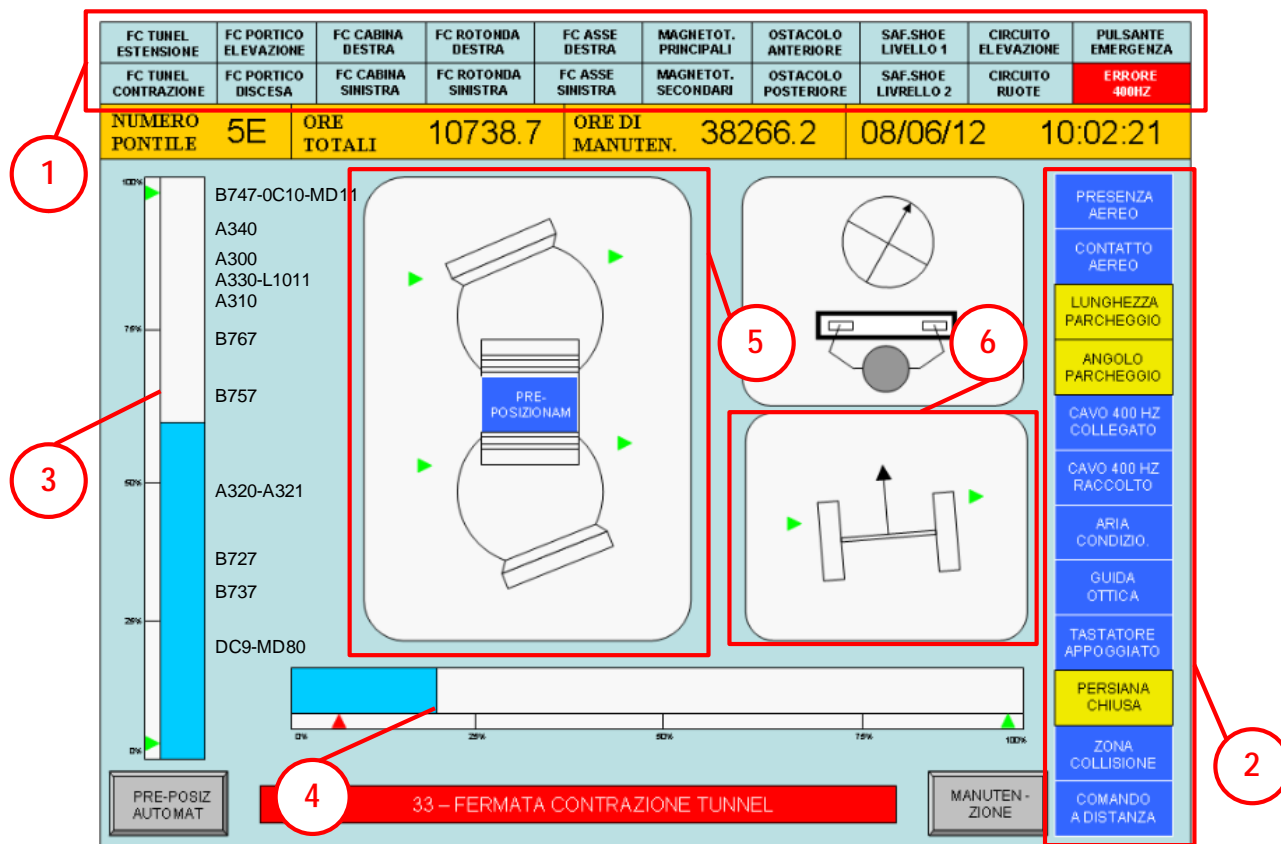 FC TUNEL
ESTENSIONE
FC PORTICO
ELEVAZIONE
FC CABINA
DESTRA
FC ROTONDA
DESTRA
FC ASSE
DESTRA
MAGNETOT.
PRINCIPALI
OSTACOLO
ANTERIORE
SAF.SHOE
LIVELLO 1
CIRCUITO
ELEVAZIONE
PULSANTE
EMERGENZA
FC TUNEL
CONTRAZIONE
FC PORTICO
DISCESA
FC CABINA
SINISTRA
FC ROTONDA
SINISTRA
FC ASSE
SINISTRA
MAGNETOT.
SECONDARI
OSTACOLO
POSTERIORE
SAF.SHOE
LIVRELLO 2
CIRCUITO
RUOTE
ERRORE
400HZ
NUMERO
PONTILE
5E
ORE
TOTALI
10738.7
ORE DI
MANUTEN.
38266.2
08/06/12
10:02:21
1
100%
75%
50%
25%
0%
B747-0C10-MD11
A340
A300
A330-L1011
A310
B767
B757
A320-A321
B727
B737
DC9-MD80
3
PRE-
POSIZIONAM
5
6
PRESENZA
AEREO
CONTATTO
AEREO
LUNGHEZZA
PARCHEGGIO
ANGOLO
PARCHEGGIO
CAVO 400 HZ
COLLEGATO
CAVO 400 HZ
RACCOLTO
ARIA
CONDIZIO.
GUIDA
OTTICA
TASTATORE
APPOGGIATO
PERSIANA
CHIUSA
ZONA
COLLISIONE
COMANDO
A DISTANZA
2
0%
25%
50%
75%
100%
4
PRE-POSIZ
AUTOMAT
33 – FERMATA CONTRAZIONE TUNNEL
MANUTEN -
ZIONE